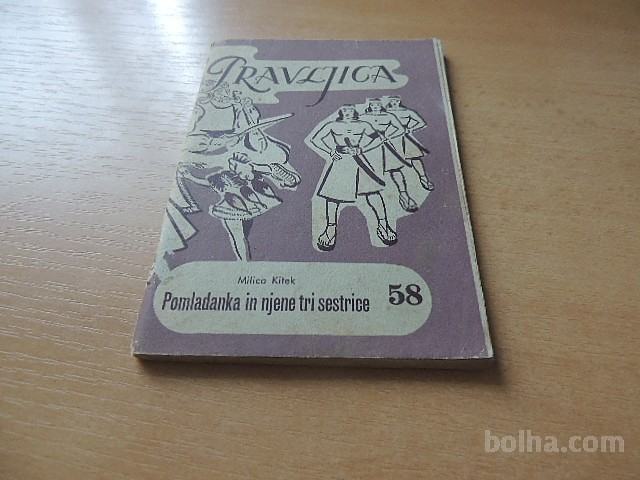 PRAVLJICA
Milica Kitek
Pomladanka in njene tri sestrice
58
bolha.com